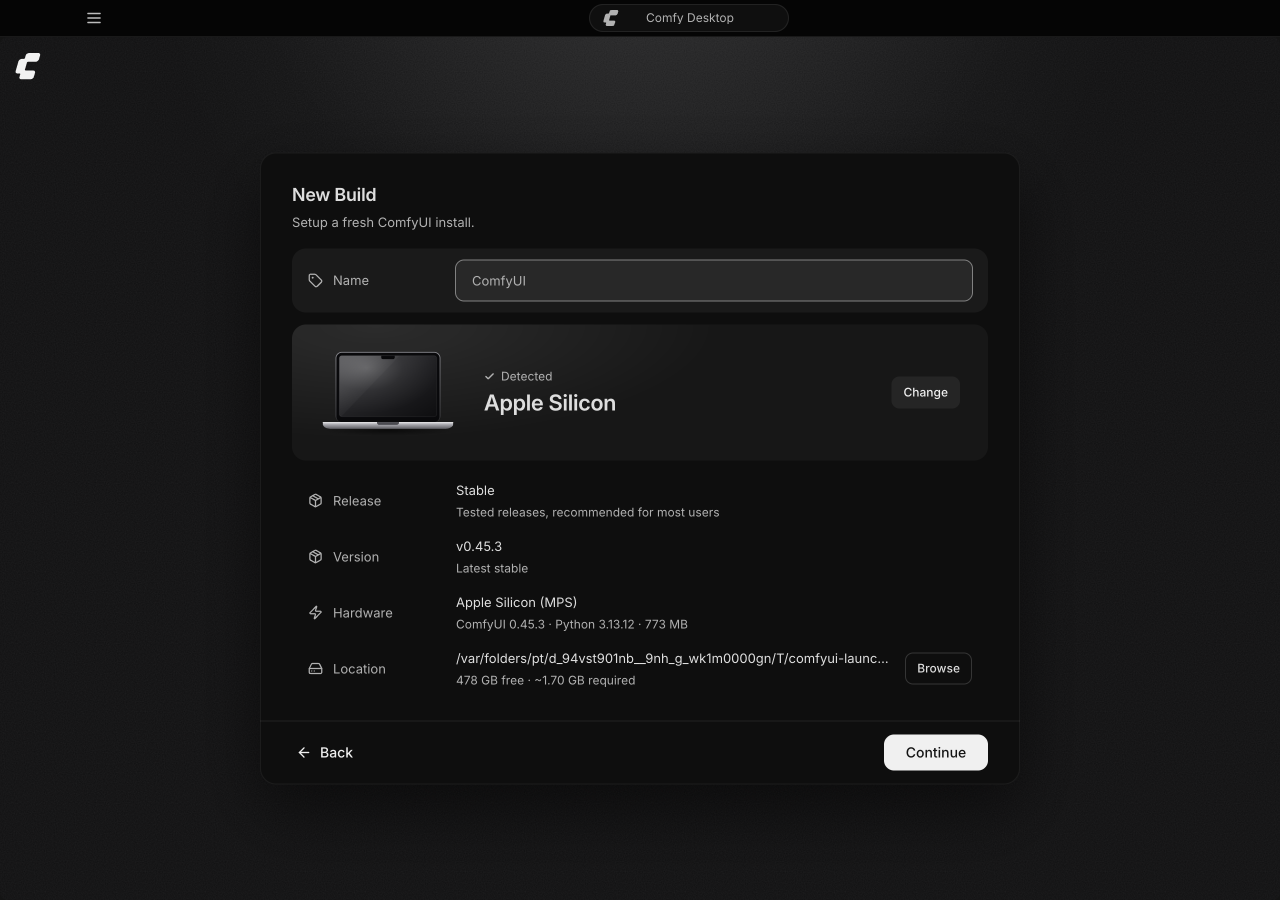 Comfy Desktop
New Build
Setup a fresh ComfyUI install.
Name
ComfyUI
Detected
Apple Silicon
Change
Release
Stable
Tested releases, recommended for most users
Version
v0.45.3
Latest stable
Hardware
Apple Silicon (MPS)
ComfyUI 0.45.3 · Python 3.13.12 · 773 MB
Location
/var/folders/pt/d_94vst901nb__9nh_g_wk1m0000gn/T/comfyui-launc...
478 GB free · ~1.70 GB required
Browse
Back
Continue